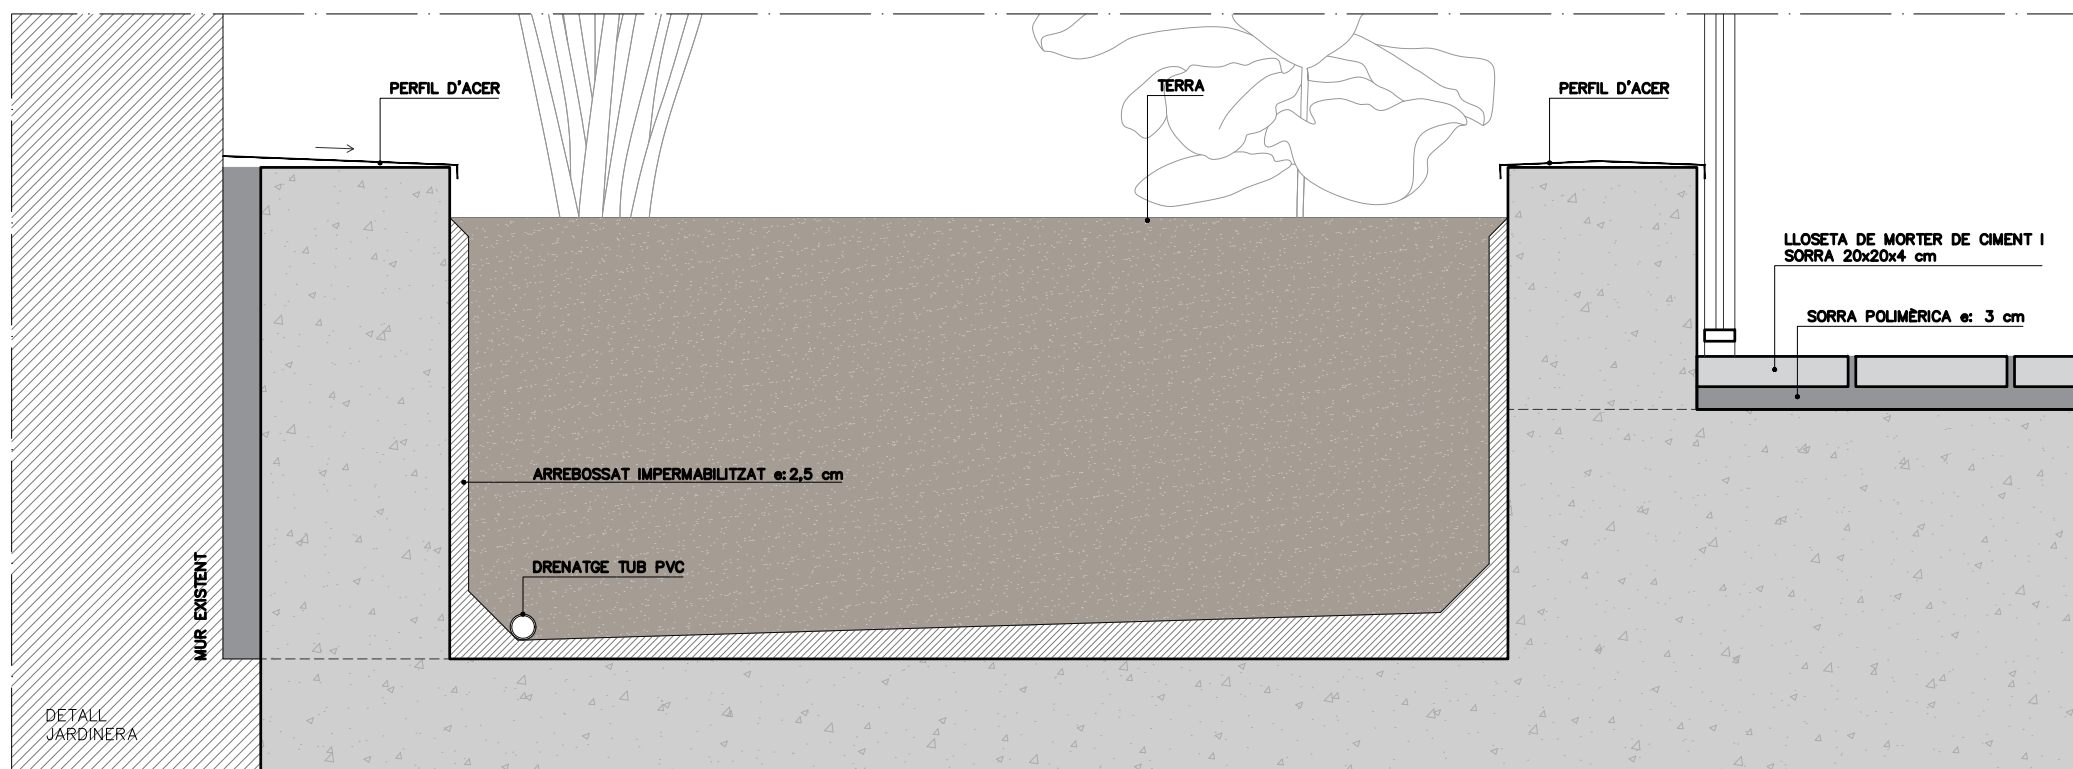 PERFIL D'ACER
TERRA
PERFIL D'ACER
LLOSETA DE MORTER DE CIMENT I
SORRA 20x20x4 cm
SORRA POLIMÈRICA e: 3 cm
ARREBOSSAT IMPERMABILITZAT e:2,5 cm
DRENATGE TUB PVC
MUR EXISTENT
DETALL
JARDINERA